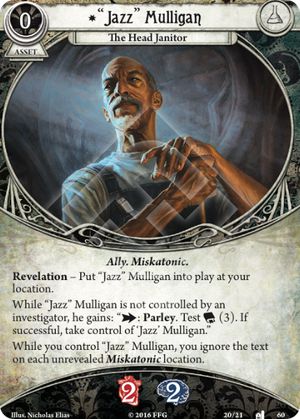 0
ASSET
*“Jazz” Mulligan
The Head Janitor
Ally. Miskatonic.
Revelation – Put “Jazz” Mulligan into play at your
location.
While “Jazz” Mulligan is not controlled by an
investigator, he gains: “: Parley. Test (3). If
successful, take control of ‘Jazz’ Mulligan.”
While you control “Jazz” Mulligan, you ignore the text
on each unrevealed Miskatonic location.
2 2
Illus. Nicholas Elias © 2016 FFG 20/21 60